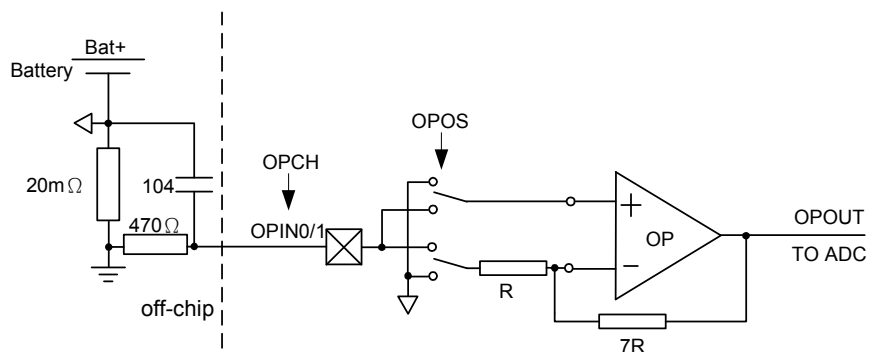 Bat+
Battery
OPOS
OPCH
20mΩ
104
470Ω
OPIN0/1
+
OP
−
OPOUT
TO ADC
R
off-chip
7R